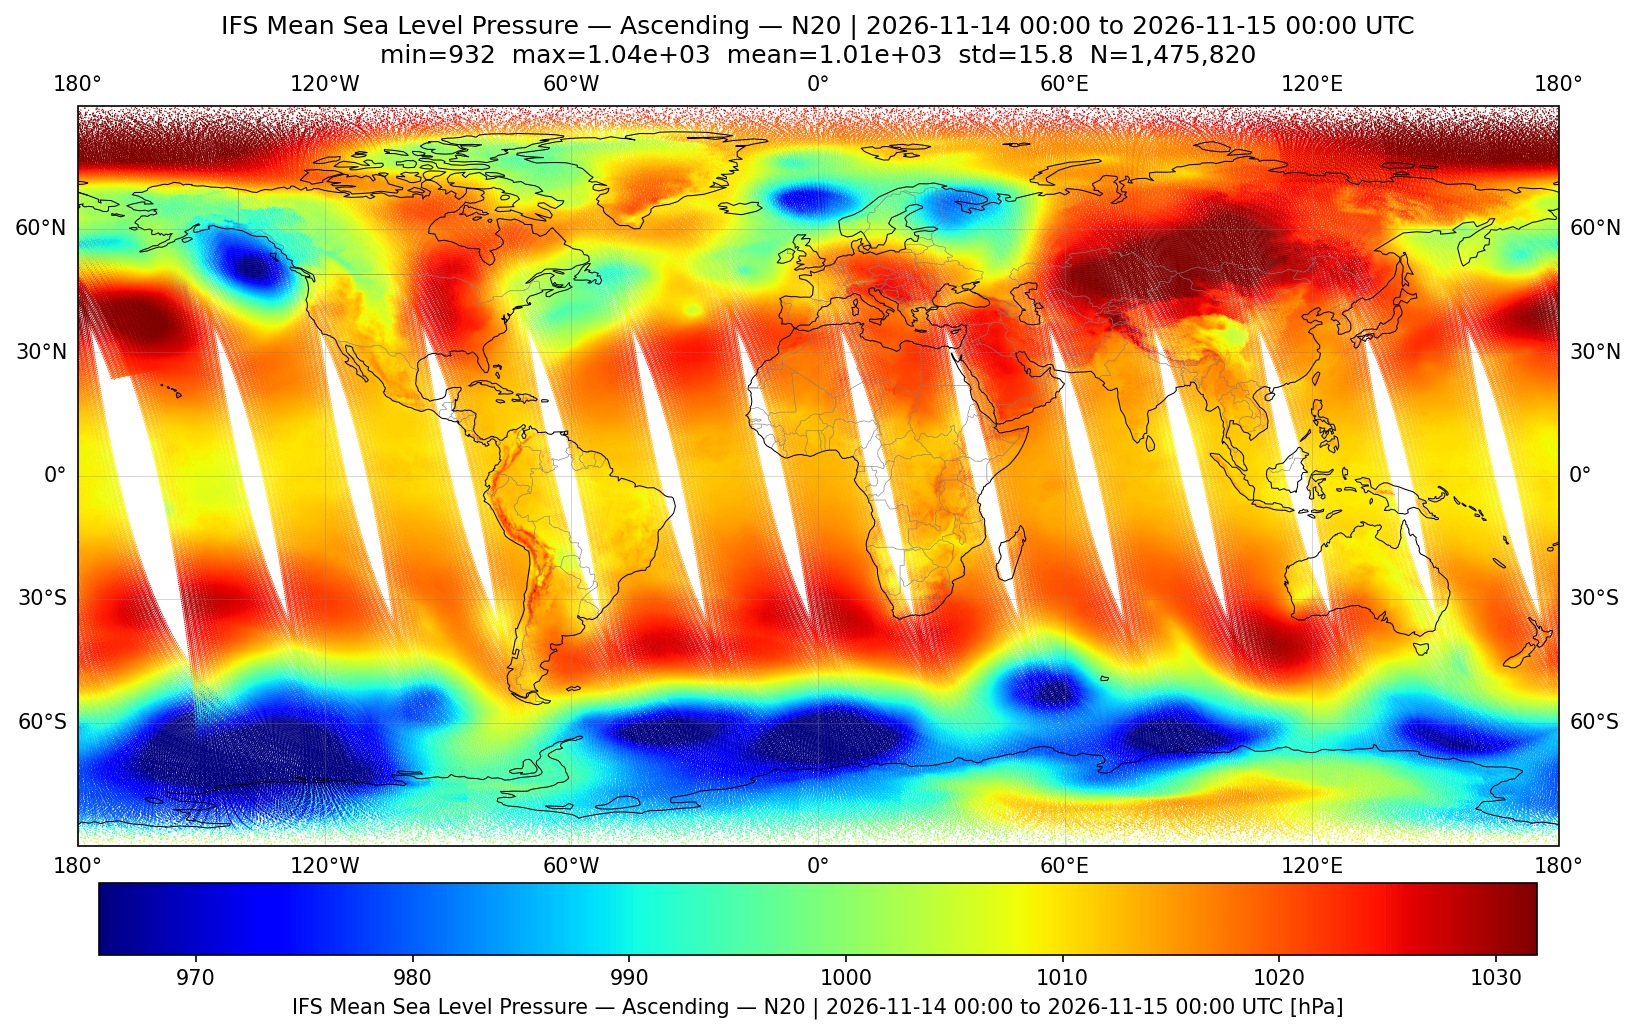 IFS Mean Sea Level Pressure — Ascending — N20 | 2026-11-14 00:00 to 2026-11-15 00:00 UTC
min=932 max=1.04e+03 mean=1.01e+03 std=15.8 N=1,475,820
180° 120°W 60°W 0° 60°E 120°E 180°
60°N 60°N
30°N 30°N
0° 0°
30°S 30°S
60°S 60°S
180° 120°W 60°W 0° 60°E 120°E 180°
970 980 990 1000 1010 1020 1030
IFS Mean Sea Level Pressure — Ascending — N20 | 2026-11-14 00:00 to 2026-11-15 00:00 UTC [hPa]